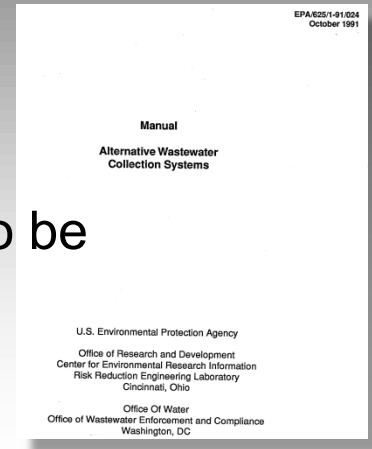 EPA/625/1-91/024
October 1991
Manual
Alternative Wastewater
Collection Systems
o be
U.S. Environmental Protection Agency
Office of Research and Development
Center for Environmental Research Information
Risk Reduction Engineering Laboratory
Cincinnati, Ohio
Office Of Water
Office of Wastewater Enforcement and Compliance
Washington, DC